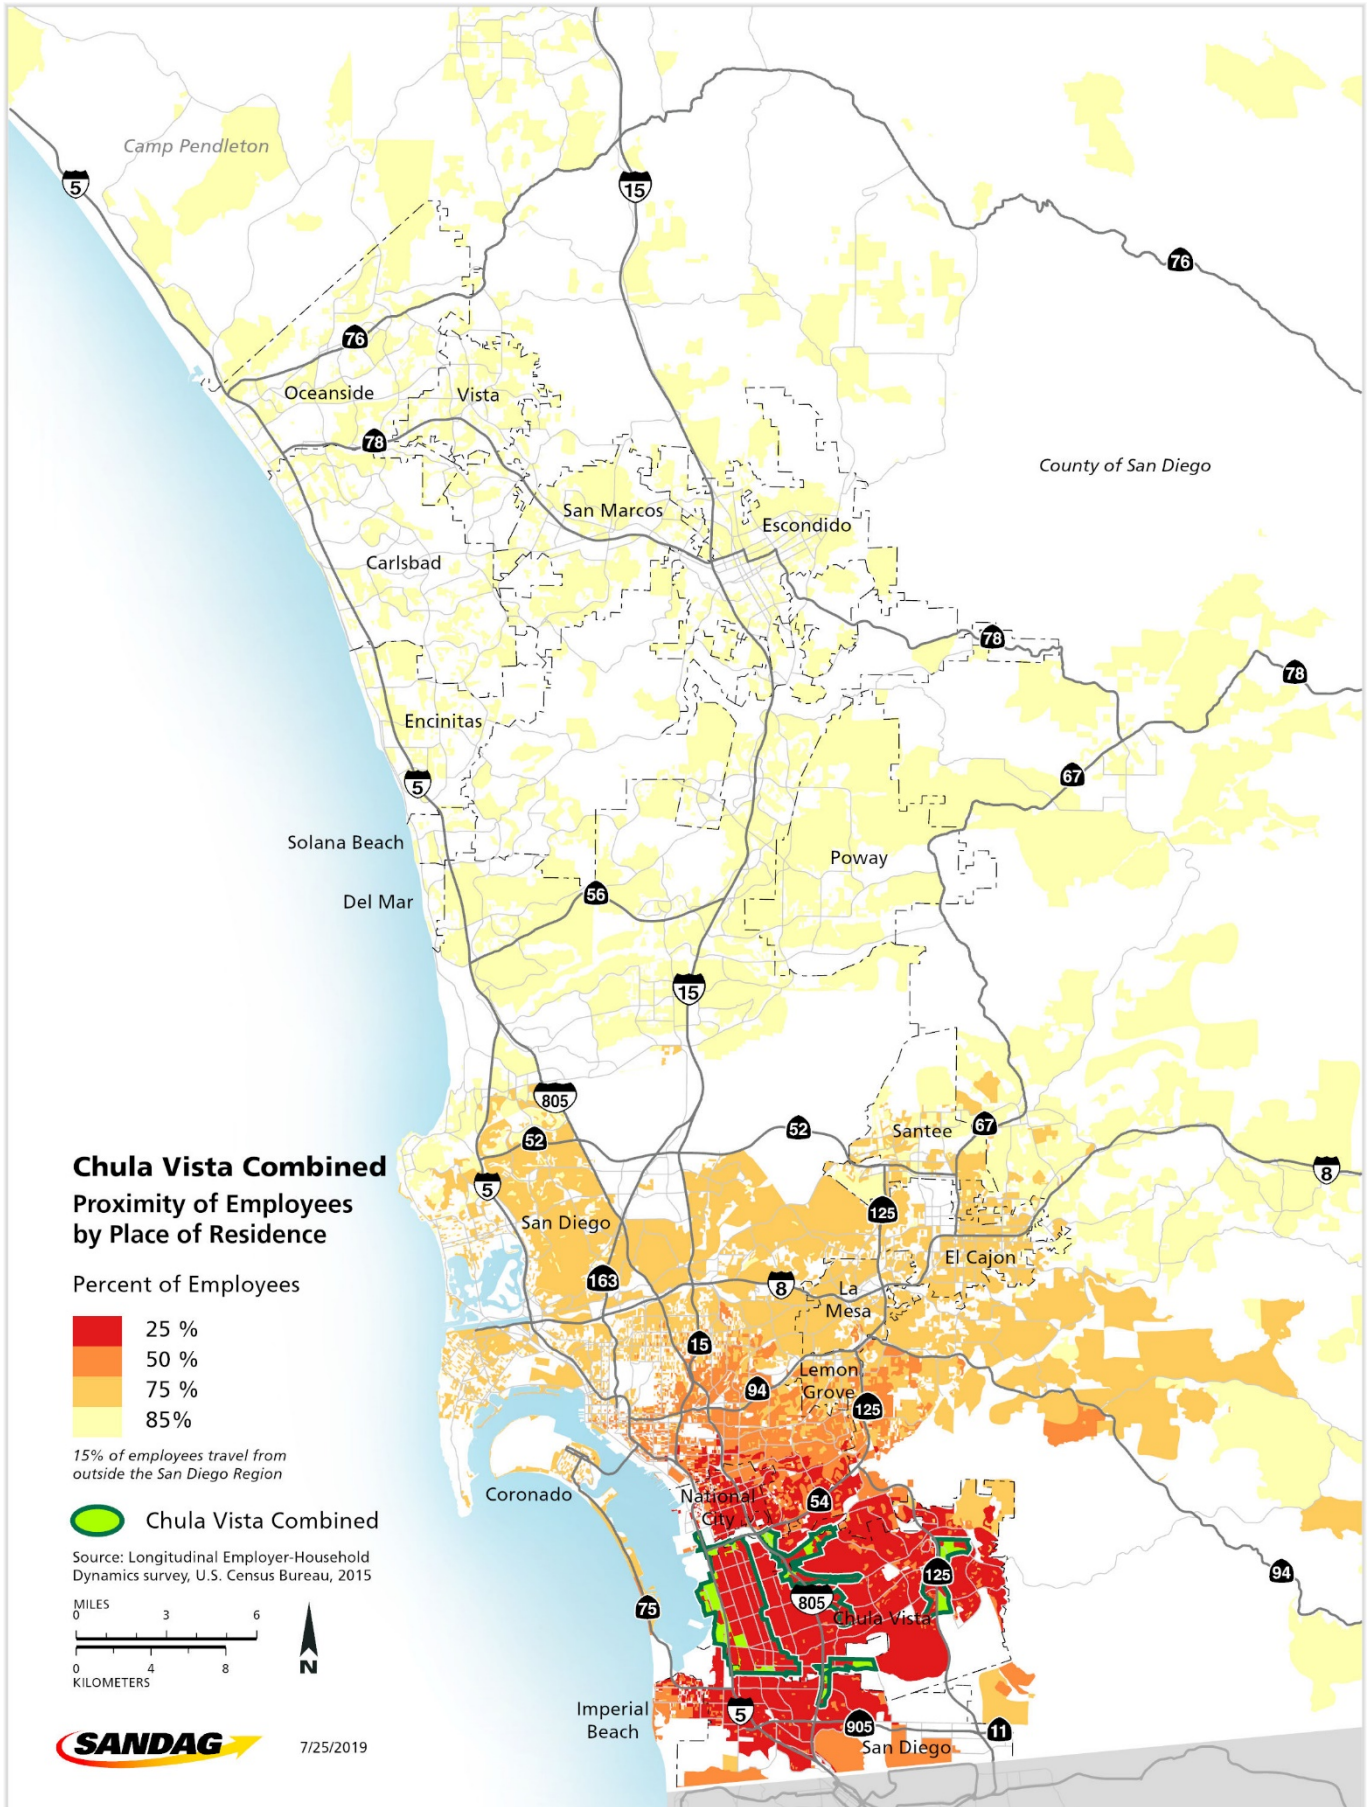 Camp Pendleton
5
15
76
76
Oceanside
Vista
78
County of San Diego
San Marcos
Escondido
Carlsbad
78
78
Encinitas
67
5
Solana Beach
Poway
56
Del Mar
15
805
52
52
Santee
67
8
5
125
San Diego
El Cajon
163
8
La
Mesa
15
Lemon
Grove
94
125
Coronado
National
City
54
125
94
75
805
Chula Vista
Imperial
Beach
5
905
11
San Diego
Chula Vista Combined
Proximity of Employees
by Place of Residence
Percent of Employees
25 %
50 %
75 %
85%
15% of employees travel from
outside the San Diego Region
Chula Vista Combined
Source: Longitudinal Employer-Household
Dynamics survey, U.S. Census Bureau, 2015
MILES
0 3 6
0 4 8
KILOMETERS
N
SANDAG
7/25/2019